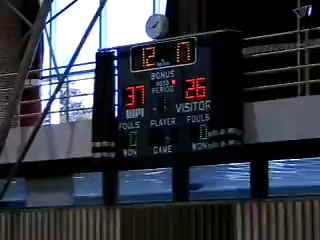 12 17
BONUS
POSS
PERIOD
37 26
WPI VISITOR
FOULS PLAYER FOULS
0 0
WON GAME WON